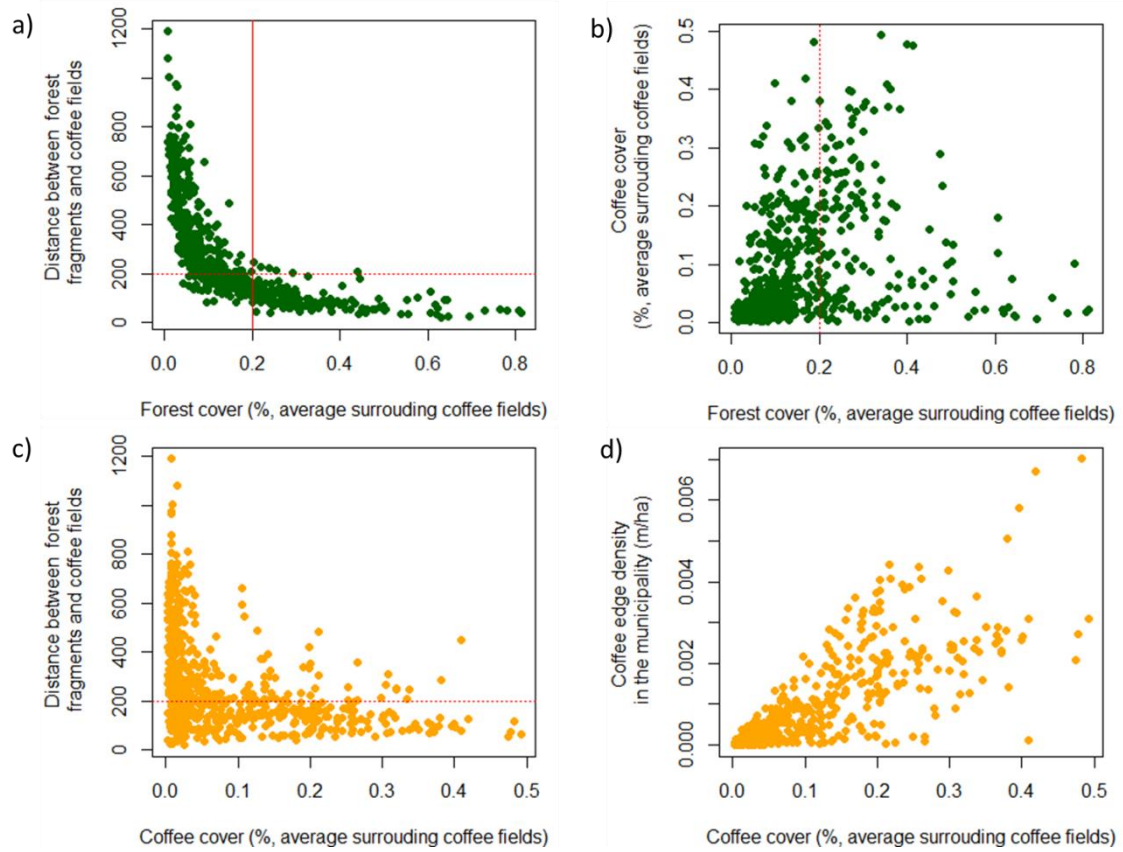 a)
Distance between forest
fragments and coffee fields
0 200 400 600 800 1200
0.0 0.2 0.4 0.6 0.8
Forest cover (%, average surrouding coffee fields)
b)
Coffee cover
(%, average surrouding coffee fields)
0.0 0.1 0.2 0.3 0.4 0.5
0.0 0.2 0.4 0.6 0.8
Forest cover (%, average surrouding coffee fields)
c)
Distance between forest
fragments and coffee fields
0 200 400 600 800 1200
0.0 0.1 0.2 0.3 0.4 0.5
Coffee cover (%, average surrouding coffee fields)
d)
Coffee edge density
in the municipality (m/ha)
0.000 0.002 0.004 0.006
0.0 0.1 0.2 0.3 0.4 0.5
Coffee cover (%, average surrouding coffee fields)